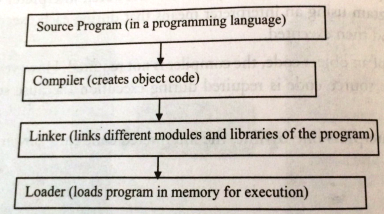 Source Program (in a programming language)
Compiler (creates object code)
Linker (links different modules and libraries of the program)
Loader (loads program in memory for execution)